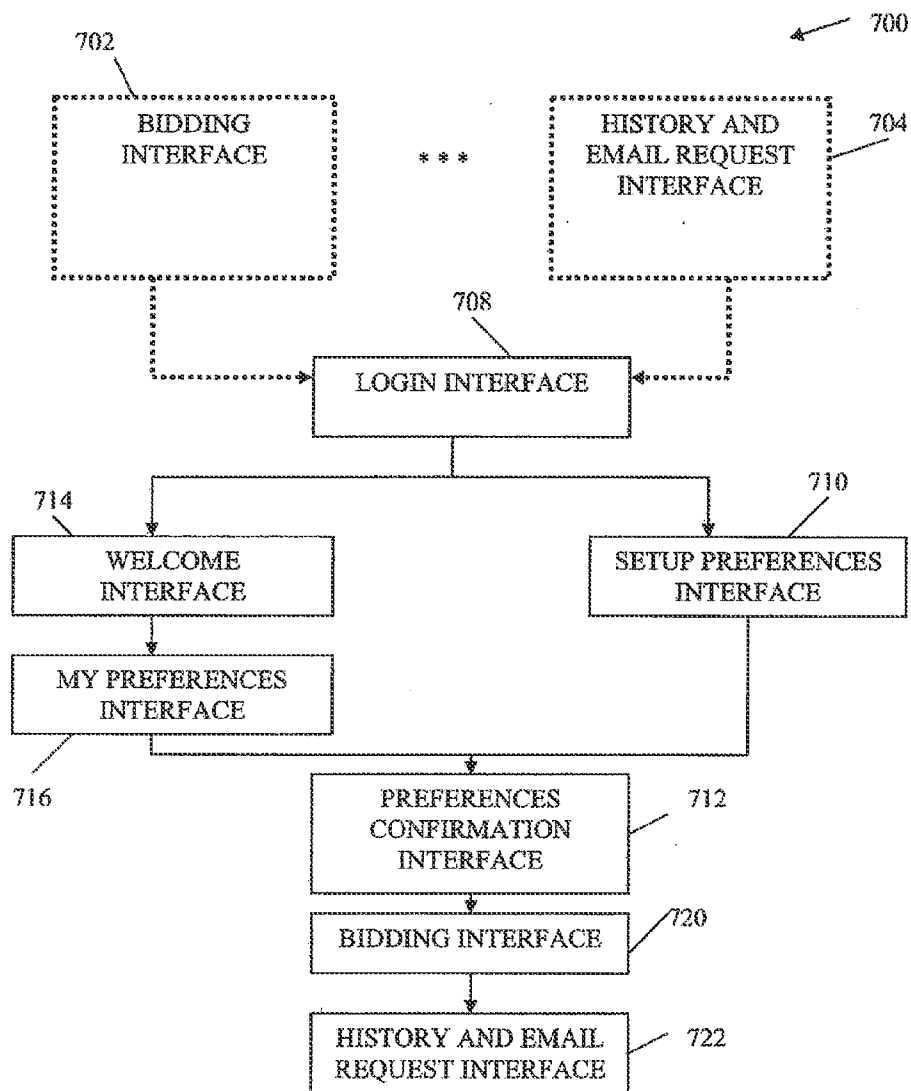 700
702
BIDDING
INTERFACE
* * *
HISTORY AND
EMAIL REQUEST
INTERFACE
704
708
LOGIN INTERFACE
714
710
WELCOME
INTERFACE
SETUP PREFERENCES
INTERFACE
MY PREFERENCES
INTERFACE
716
PREFERENCES
CONFIRMATION
INTERFACE
712
BIDDING INTERFACE
720
HISTORY AND EMAIL
REQUEST INTERFACE
722